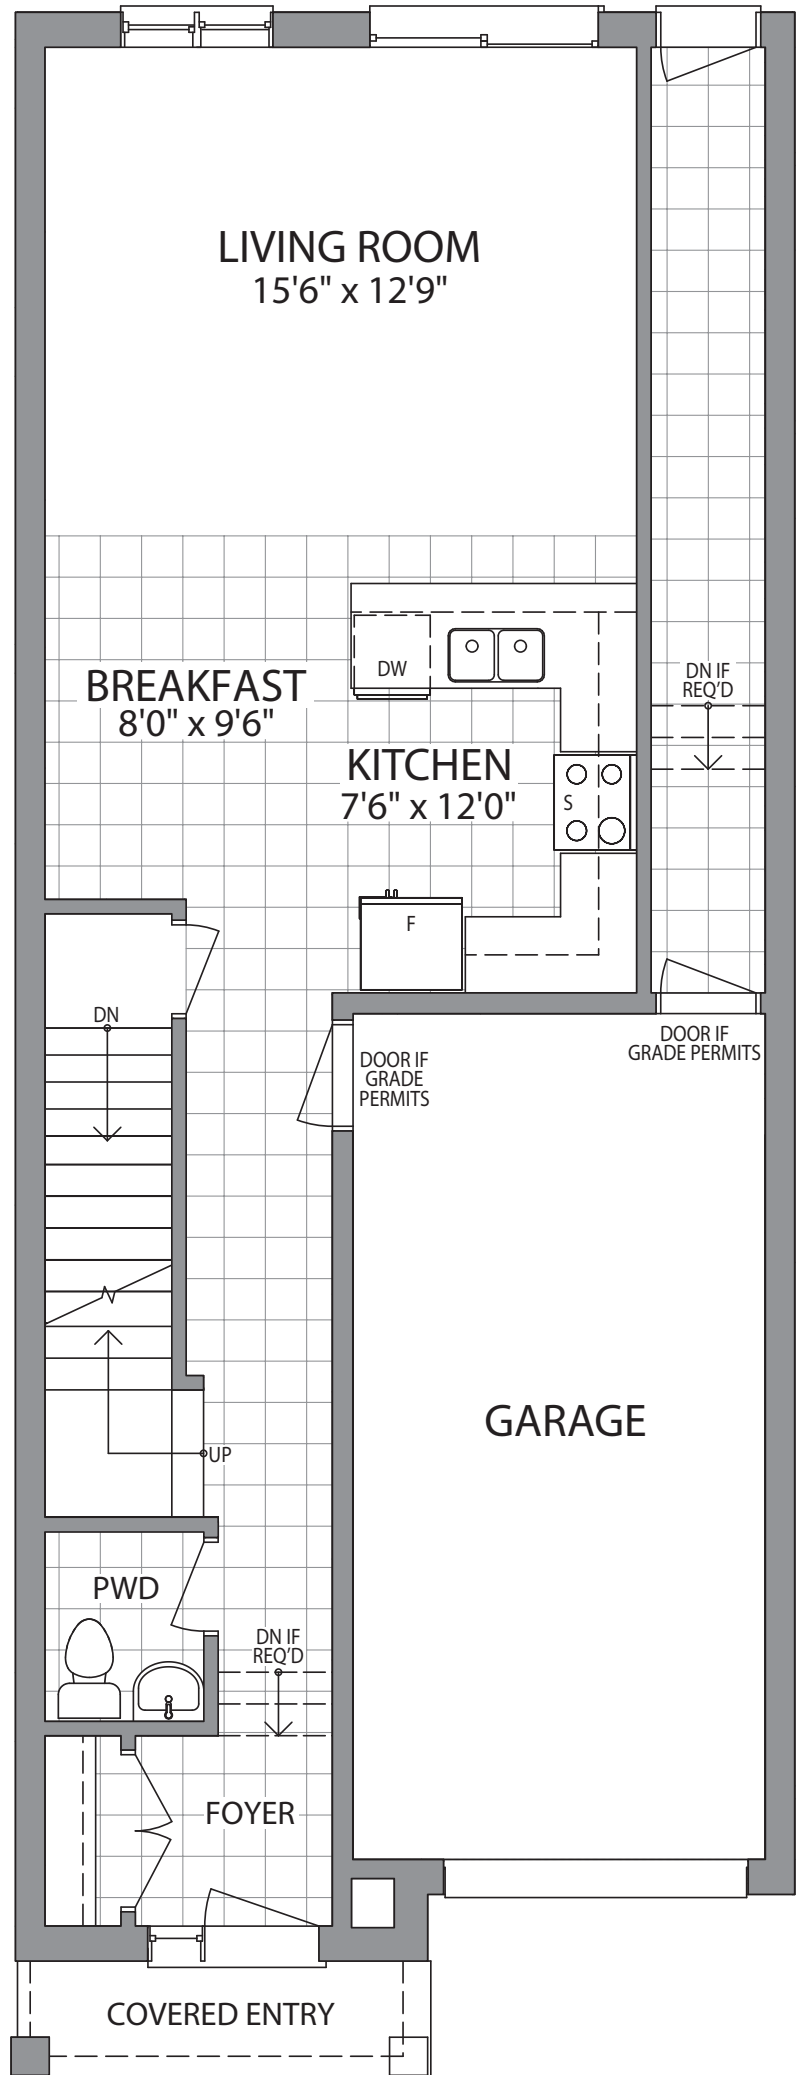 LIVING ROOM
15'6" x 12'9"
DW
BREAKFAST
8'0" x 9'6"
DN IF
REQ'D
KITCHEN
7'6" x 12'0"
S
F
DN
DOOR IF
GRADE
PERMITS
DOOR IF
GRADE PERMITS
GARAGE
UP
PWD
DN IF
REQ'D
FOYER
COVERED ENTRY